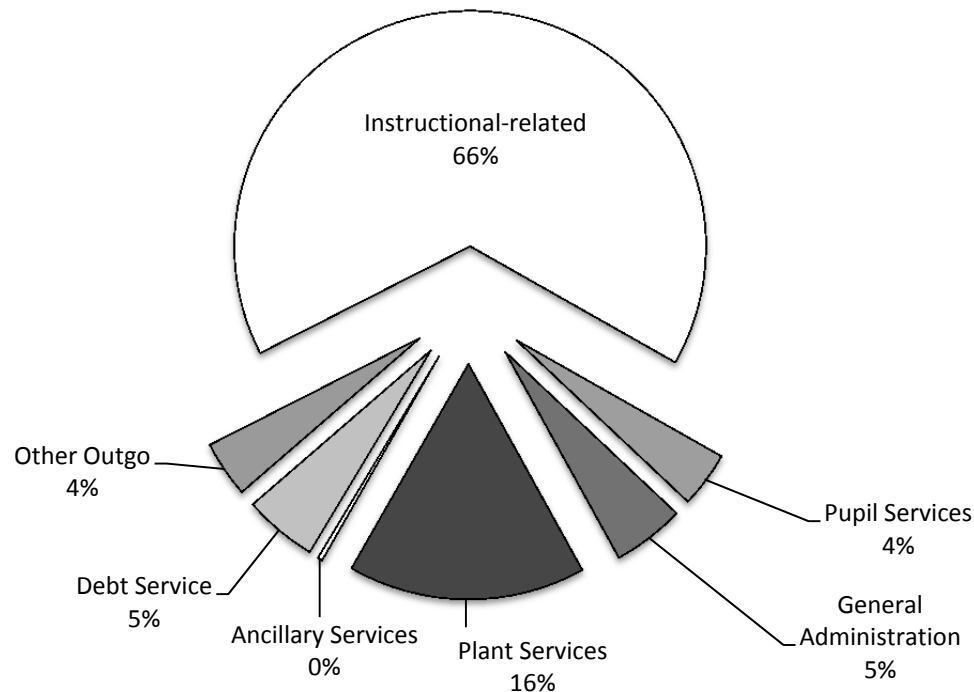 Instructional-related
66%
Other Outgo
4%
Pupil Services
4%
Debt Service
5%
General
Administration
5%
Ancillary Services
0%
Plant Services
16%